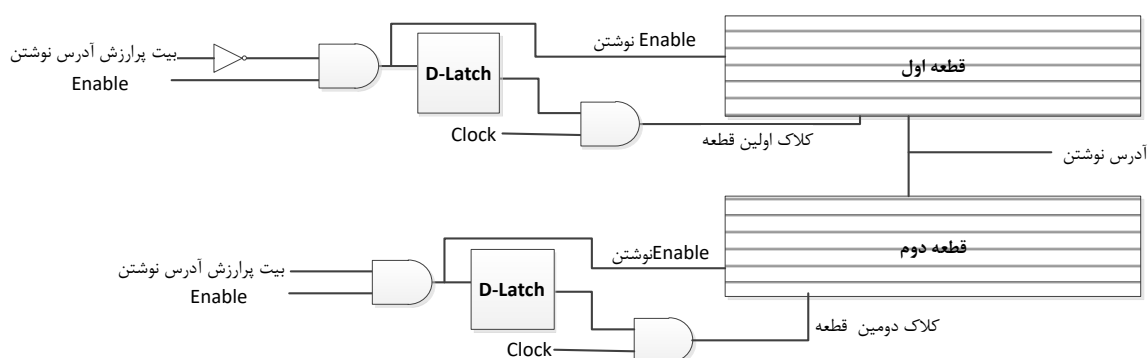 Enable نوشتن
قطعه اول
بیت پرارزش آدرس نوشتن
Enable
D-Latch
Clock
کلاک اولین قطعه
آدرس نوشتن
Enableنوشتن
قطعه دوم
بیت پرارزش آدرس نوشتن
Enable
D-Latch
کلاک دومین قطعه
Clock